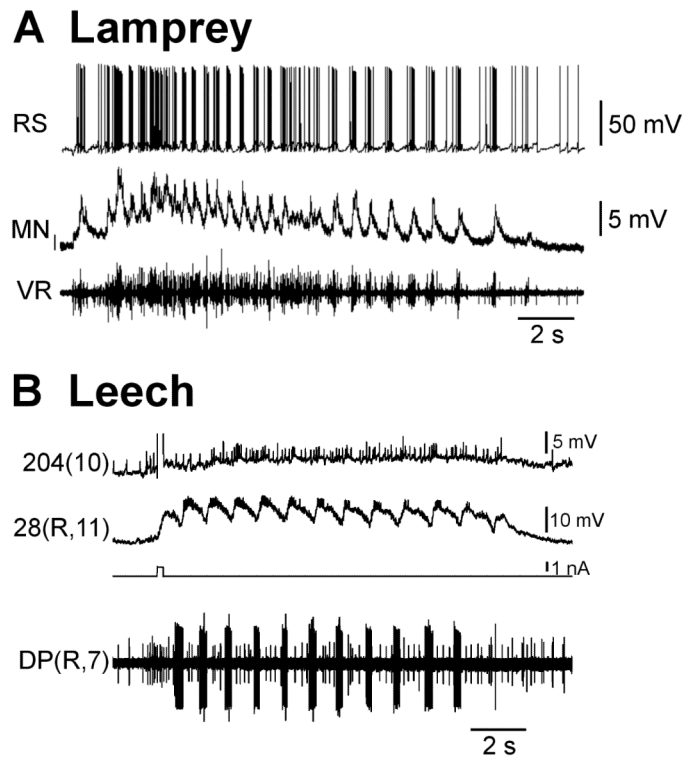 A Lamprey
RS
50 mV
MN
5 mV
VR
2 s
B Leech
204(10)
5 mV
28(R,11)
10 mV
1 nA
DP(R,7)
2 s